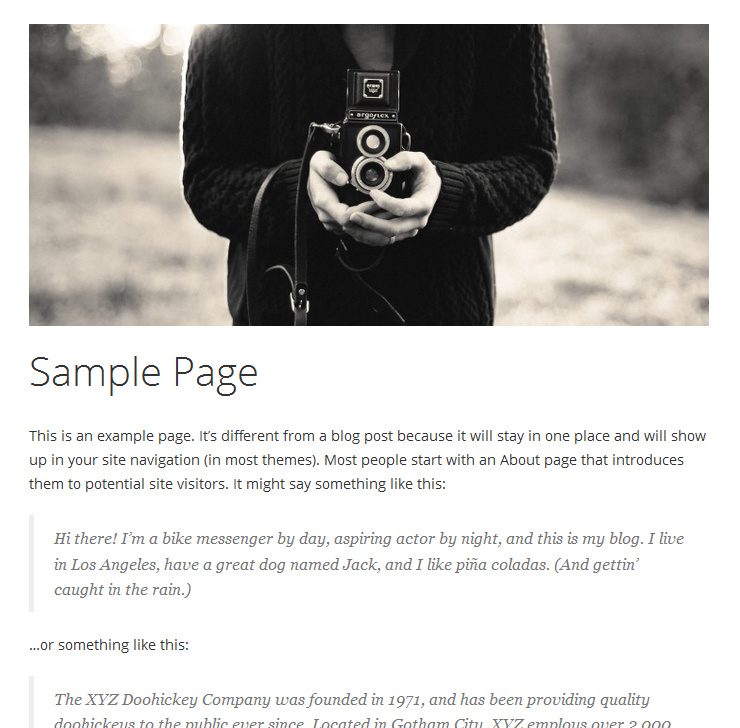 argoflex
Sample Page
This is an example page. It’s different from a blog post because it will stay in one place and will show
up in your site navigation (in most themes). Most people start with an About page that introduces
them to potential site visitors. It might say something like this:
Hi there! I’m a bike messenger by day, aspiring actor by night, and this is my blog. I live
in Los Angeles, have a great dog named Jack, and I like piña coladas. (And gettin’
caught in the rain.)
…or something like this:
The XYZ Doohickey Company was founded in 1971, and has been providing quality
doohickeys to the public ever since. Located in Gotham City, XYZ employs over 2,000